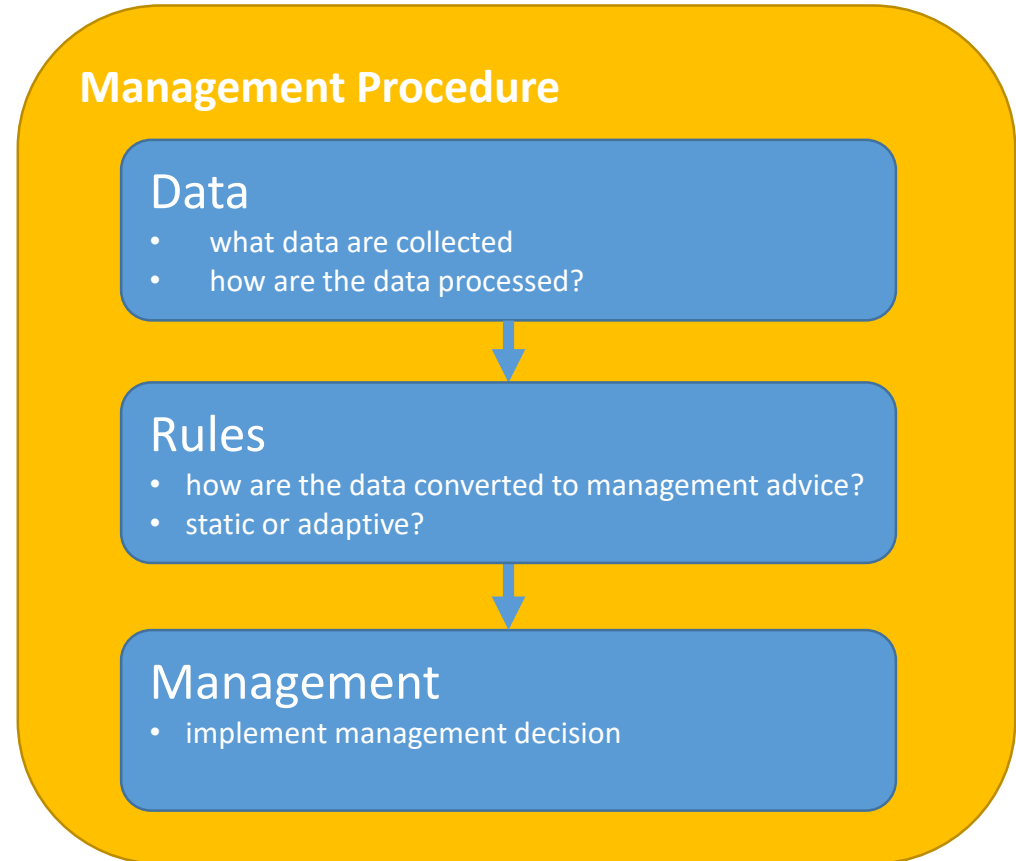 Management Procedure
Data
• what data are collected
• how are the data processed?
Rules
• how are the data converted to management advice?
• static or adaptive?
Management
• implement management decision